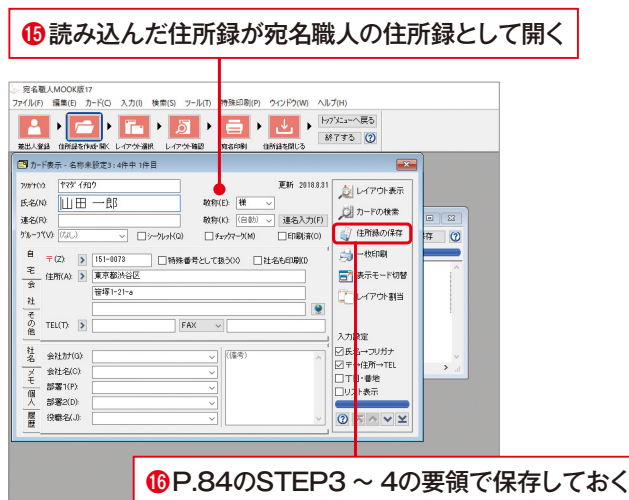 ⑮読み込んだ住所録が宛名職人の住所録として開く
宛名職人MOOK版17
ファイル(F) 編集(E) カード(C) 入力(I) 検索(S) ツール(T) 特殊印刷(P) ウィンドウ(W) ヘルプ(H)
差出人登録 住所録を作成・開く レイアウト選択 レイアウト確認 宛名印刷 住所録を閉じる
トップメニューへ戻る
終了する
カード表示 - 名称未設定3 : 4件中 1件目
フリガナ(Y): ヤマダ イチロウ 更新 2018.8.31
氏名(N): 山田 一郎 敬称(E): 様
連名(R): 敬称(K): (自動) 連名入力(F)
グループ(V): (なし) シークレット(Q) チェックマーク(M) 印刷済(O)
自宅
会社
その他
〒(Z): 151-0073 特殊番号として扱う(X) 社名も印刷(D)
住所(A): 東京都渋谷区
笹塚1-21-a
TEL(T): FAX
社名
メモ
個人
履歴
会社カナ(G): (備考)
会社名(C):
部署1(P):
部署2(D):
役職名(J):
レイアウト表示
カードの検索
住所録の保存
一枚印刷
表示モード切替
レイアウト割当
入力設定
氏名→フリガナ
〒↔住所→TEL
丁目・番地
リスト表示
存
⑯P.84のSTEP3 ～ 4の要領で保存しておく